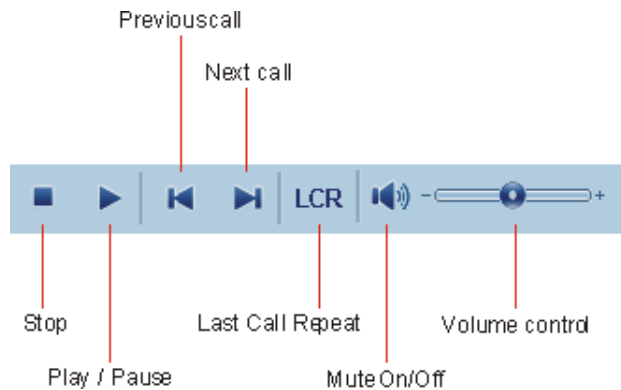 Previouscall
Next call
LCR
- +
Stop
Last Call Repeat
Volume control
Play / Pause
Mute On/Off